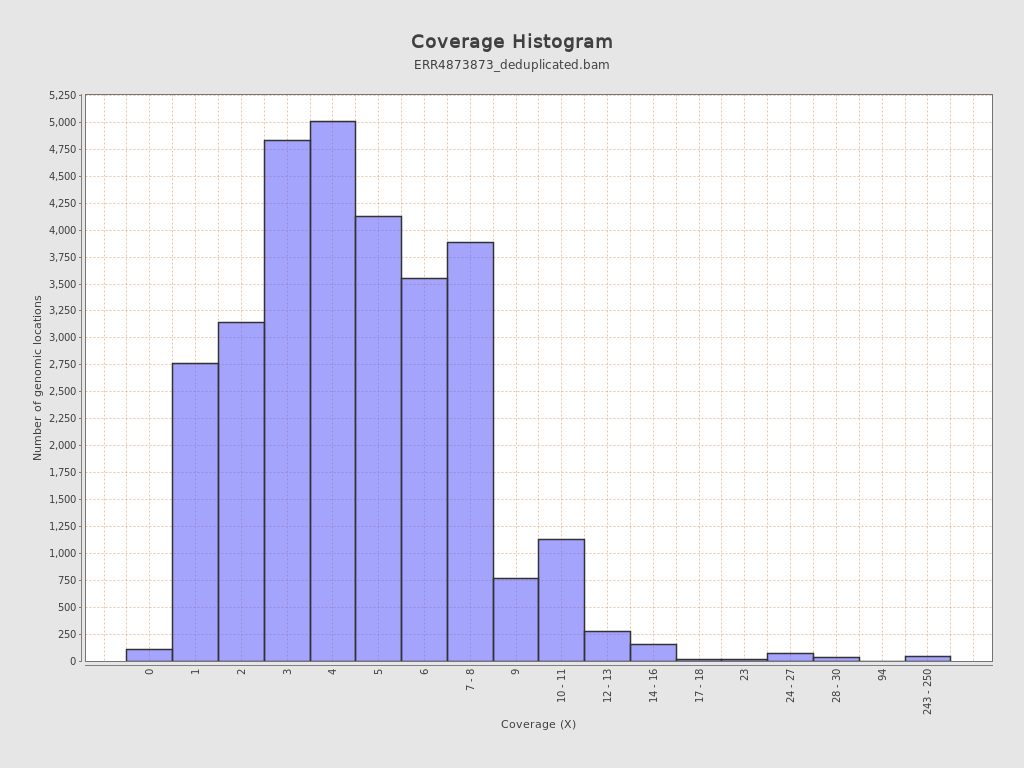 Coverage Histogram
ERR4873873_deduplicated.bam
5,250
5,000
4,750
4,500
4,250
4,000
3,750
3,500
3,250
3,000
2,750
2,500
2,250
2,000
1,750
1,500
1,250
1,000
750
500
250
0
Number of genomic locations
0
1
2
3
4
5
6
7 - 8
9
10 - 11
12 - 13
14 - 16
17 - 18
23
24 - 27
28 - 30
94
243 - 250
Coverage (X)